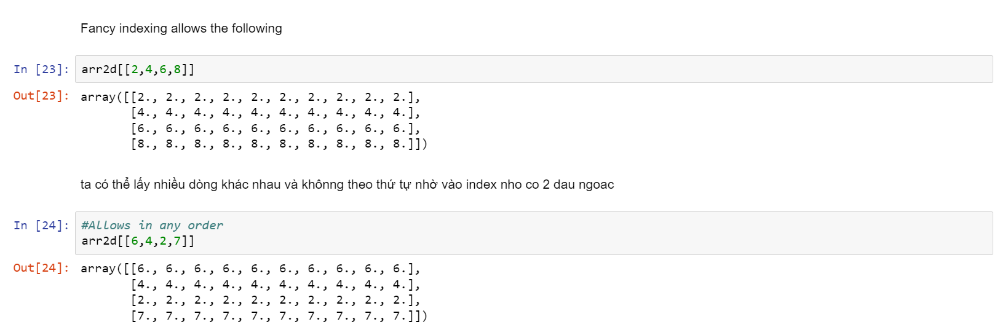 Fancy indexing allows the following
In [23]: arr2d[[2,4,6,8]]
Out[23]: array([[2., 2., 2., 2., 2., 2., 2., 2., 2., 2.],
[4., 4., 4., 4., 4., 4., 4., 4., 4., 4.],
[6., 6., 6., 6., 6., 6., 6., 6., 6., 6.],
[8., 8., 8., 8., 8., 8., 8., 8., 8., 8.]])
ta có thể lấy nhiều dòng khác nhau và khônng theo thứ tự nhờ vào index nho co 2 dau ngoac
In [24]: #Allows in any order
arr2d[[6,4,2,7]]
Out[24]: array([[6., 6., 6., 6., 6., 6., 6., 6., 6., 6.],
[4., 4., 4., 4., 4., 4., 4., 4., 4., 4.],
[2., 2., 2., 2., 2., 2., 2., 2., 2., 2.],
[7., 7., 7., 7., 7., 7., 7., 7., 7., 7.]])